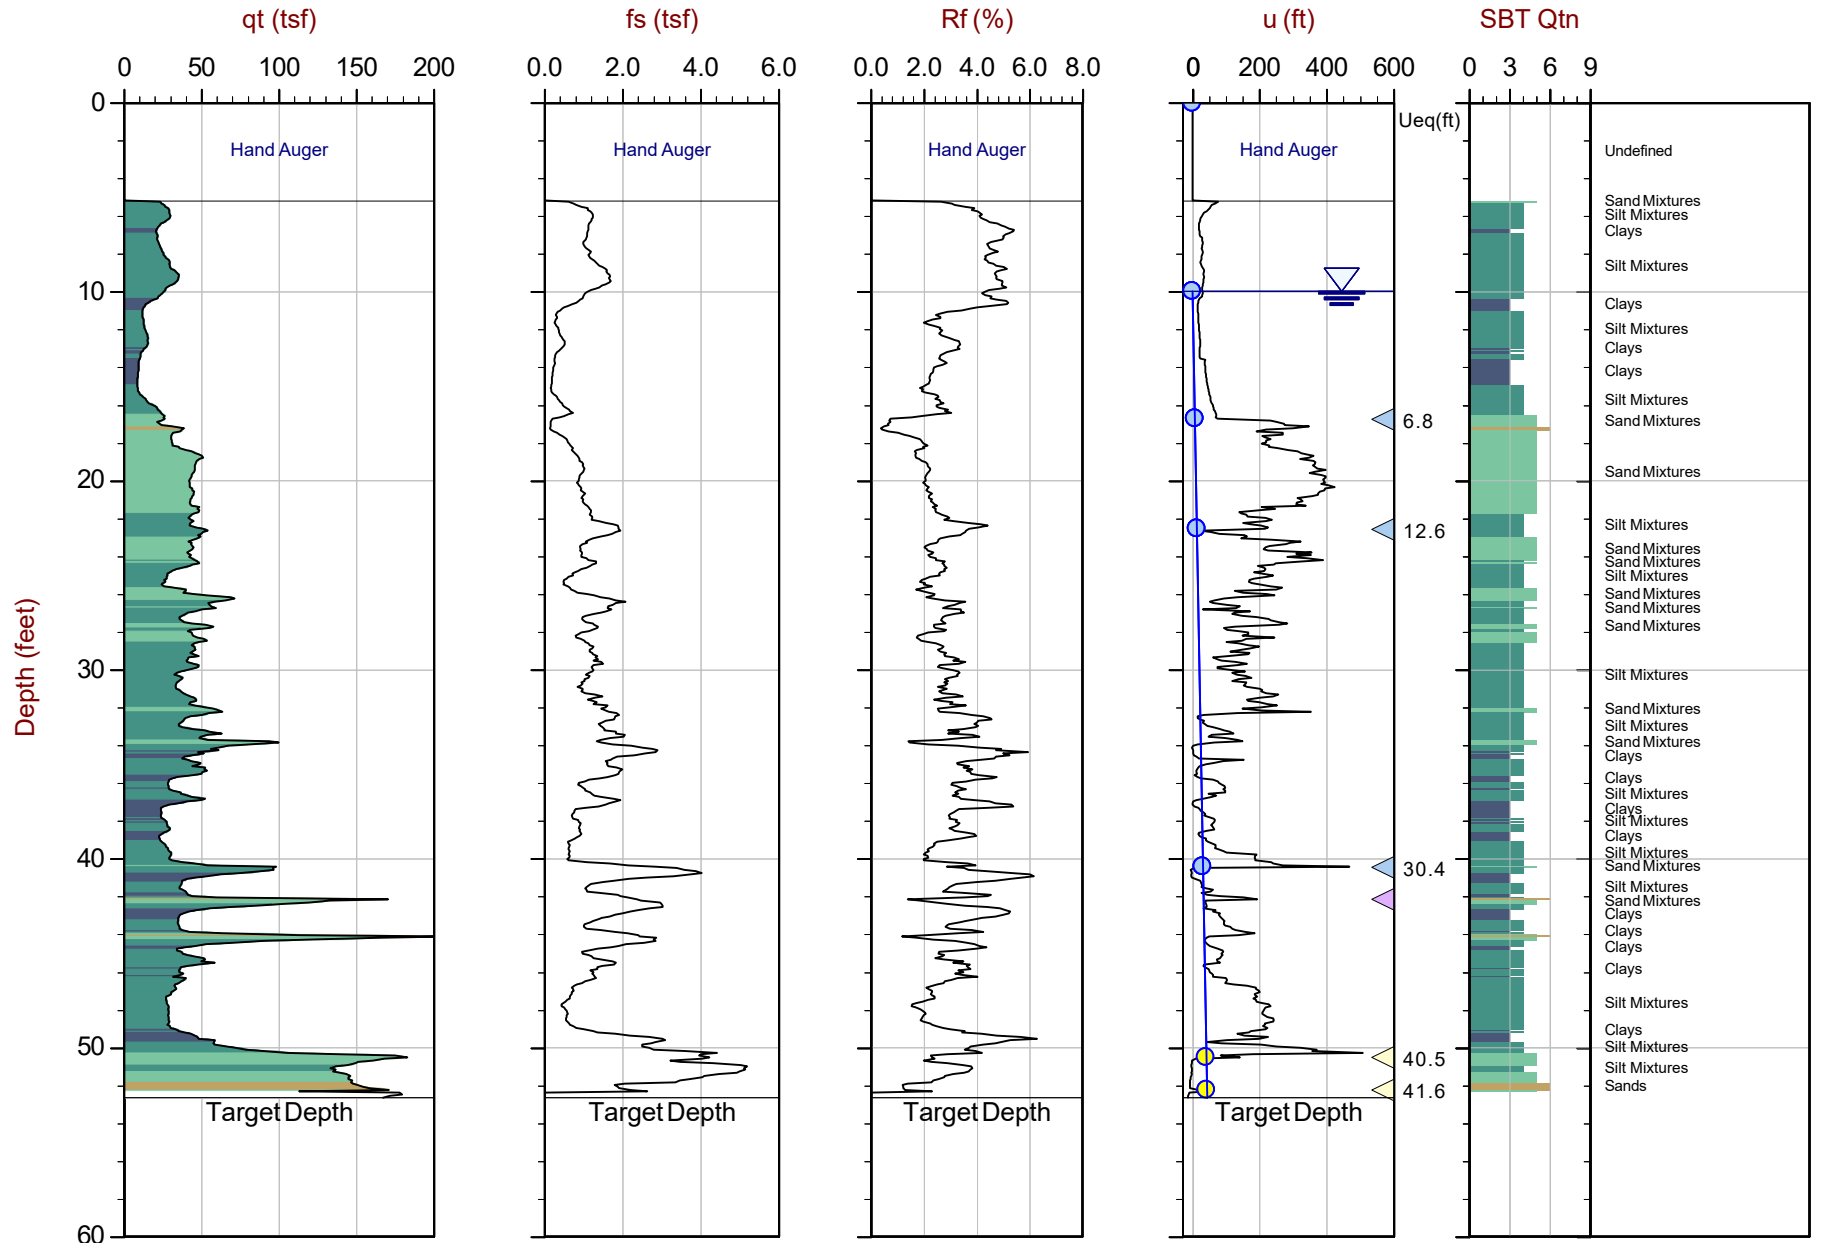 qt (tsf) fs (tsf) Rf (%) u (ft) SBT Qtn
0 50 100 150 200 0.0 2.0 4.0 6.0 0.0 2.0 4.0 6.0 8.0 0 200 400 600 0 3 6 9
0
Ueq(ft)
Hand Auger Hand Auger Hand Auger Hand Auger Undefined
Sand Mixtures
Silt Mixtures
Clays
Silt Mixtures
10
Clays
Silt Mixtures
Clays
Clays
Silt Mixtures
6.8 Sand Mixtures
Sand Mixtures
20
Silt Mixtures
12.6
Sand Mixtures
Sand Mixtures
Silt Mixtures
Sand Mixtures
Sand Mixtures
Sand Mixtures
Depth (feet)
30
Silt Mixtures
Sand Mixtures
Silt Mixtures
Sand Mixtures
Clays
Clays
Silt Mixtures
Clays
Silt Mixtures
Clays
Silt Mixtures
40
30.4 Sand Mixtures
Silt Mixtures
Sand Mixtures
Clays
Clays
Clays
Clays
Silt Mixtures
Clays
50 Silt Mixtures
40.5
Silt Mixtures
41.6 Sands
Target Depth Target Depth Target Depth Target Depth
60